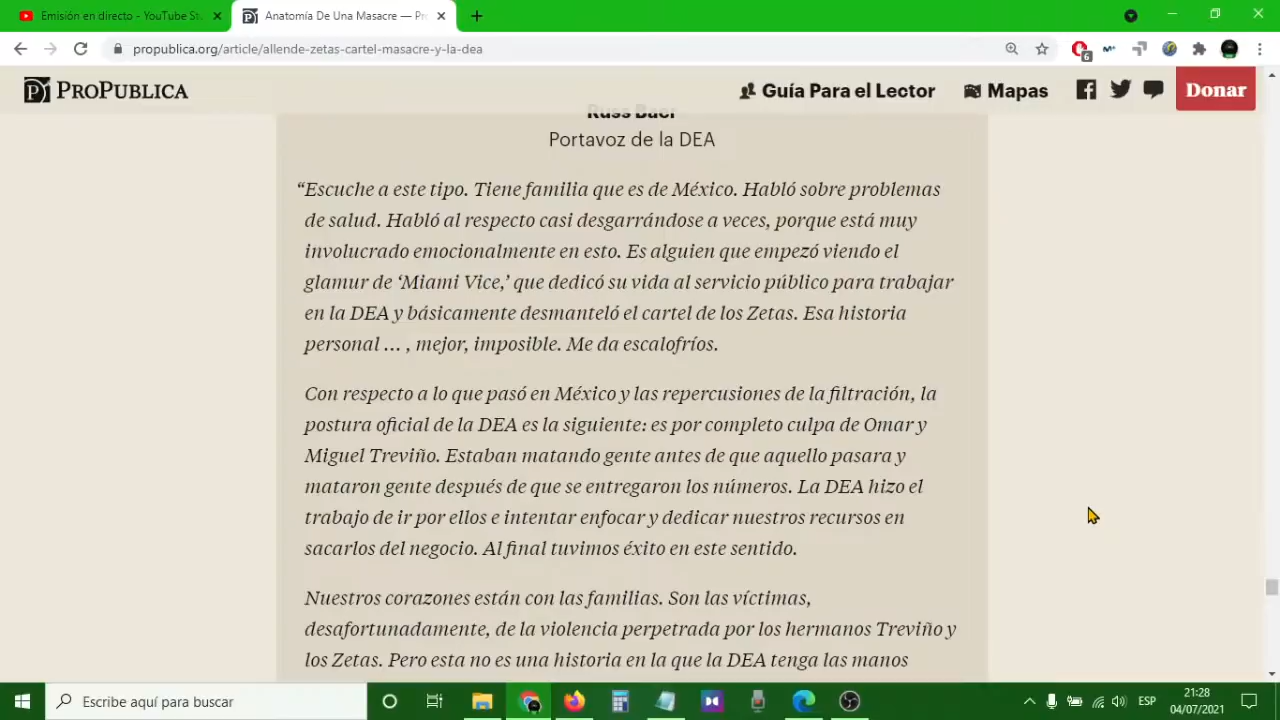 Emisión en directo - YouTube St
Anatomía De Una Masacre — Pr
propublica.org/article/allende-zetas-cartel-masacre-y-la-dea
6
PROPUBLICA
Guía Para el Lector
Mapas
Donar
Russ Baer
Portavoz de la DEA
“Escuche a este tipo. Tiene familia que es de México. Habló sobre problemas
de salud. Habló al respecto casi desgarrándose a veces, porque está muy
involucrado emocionalmente en esto. Es alguien que empezó viendo el
glamur de ‘Miami Vice,’ que dedicó su vida al servicio público para trabajar
en la DEA y básicamente desmanteló el cartel de los Zetas. Esa historia
personal ... , mejor, imposible. Me da escalofríos.
Con respecto a lo que pasó en México y las repercusiones de la filtración, la
postura oficial de la DEA es la siguiente: es por completo culpa de Omar y
Miguel Treviño. Estaban matando gente antes de que aquello pasara y
mataron gente después de que se entregaron los números. La DEA hizo el
trabajo de ir por ellos e intentar enfocar y dedicar nuestros recursos en
sacarlos del negocio. Al final tuvimos éxito en este sentido.
Nuestros corazones están con las familias. Son las víctimas,
desafortunadamente, de la violencia perpetrada por los hermanos Treviño y
los Zetas. Pero esta no es una historia en la que la DEA tenga las manos
Escribe aquí para buscar
ESP
21:28
04/07/2021